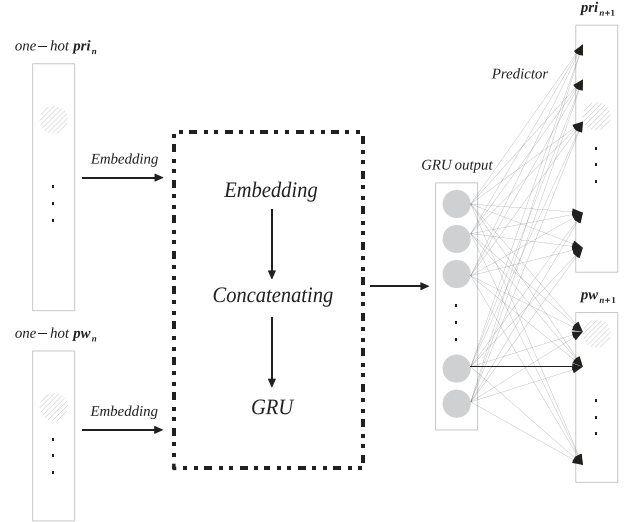 one-hot pri_n
Embedding
one-hot pw_n
Embedding
Embedding
Concatenating
GRU
GRU output
Predictor
pri_n+1
pw_n+1